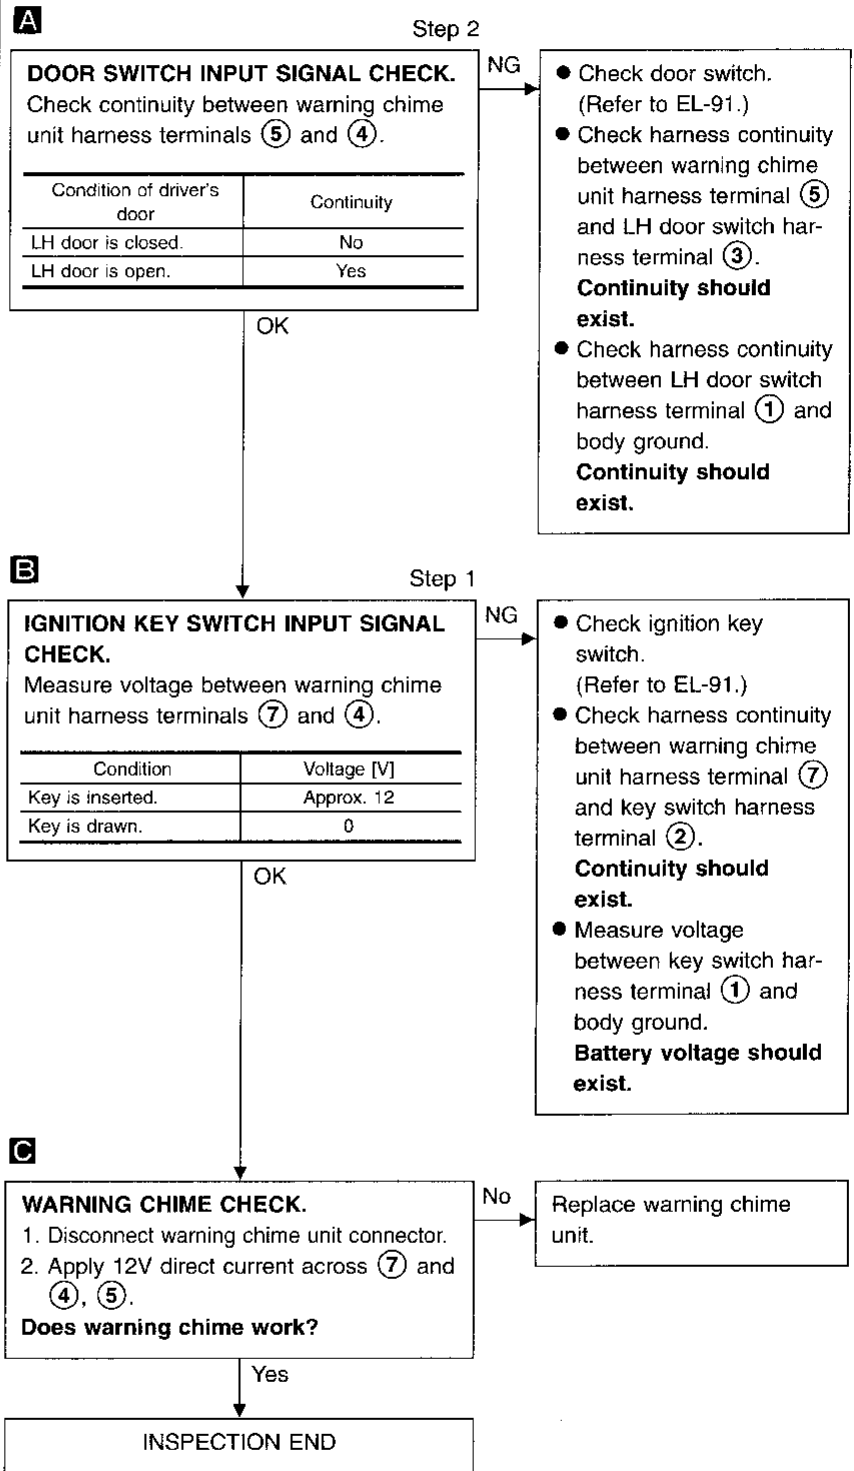 A
Step 2
DOOR SWITCH INPUT SIGNAL CHECK.
Check continuity between warning chime
unit harness terminals ⑤ and ④.
Condition of driver's
door
Continuity
LH door is closed.
No
LH door is open.
Yes
NG
● Check door switch.
(Refer to EL-91.)
● Check harness continuity
between warning chime
unit harness terminal ⑤
and LH door switch har-
ness terminal ③.
Continuity should
exist.
● Check harness continuity
between LH door switch
harness terminal ① and
body ground.
Continuity should
exist.
OK
B
Step 1
IGNITION KEY SWITCH INPUT SIGNAL
CHECK.
Measure voltage between warning chime
unit harness terminals ⑦ and ④.
Condition
Voltage [V]
Key is inserted.
Approx. 12
Key is drawn.
0
NG
● Check ignition key
switch.
(Refer to EL-91.)
● Check harness continuity
between warning chime
unit harness terminal ⑦
and key switch harness
terminal ②.
Continuity should
exist.
● Measure voltage
between key switch har-
ness terminal ① and
body ground.
Battery voltage should
exist.
OK
C
WARNING CHIME CHECK.
1. Disconnect warning chime unit connector.
2. Apply 12V direct current across ⑦ and
④, ⑤.
Does warning chime work?
No
Replace warning chime
unit.
Yes
INSPECTION END